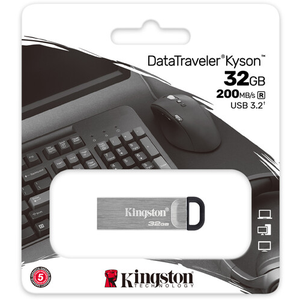 DataTraveler®Kyson™
32GB
200MB/s R
USB 3.2¹
Kingston
32GB
5
Kingston®
TECHNOLOGY